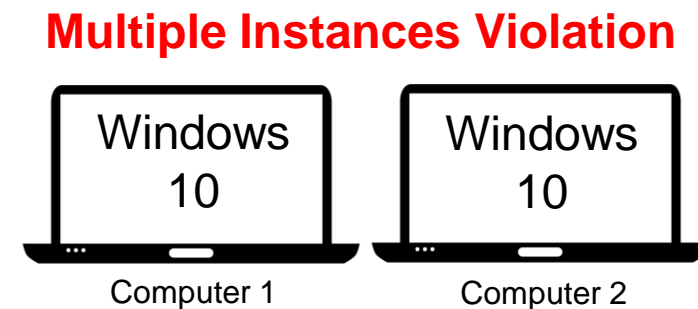 Multiple Instances Violation
Windows
10
Windows
10
Computer 1
Computer 2